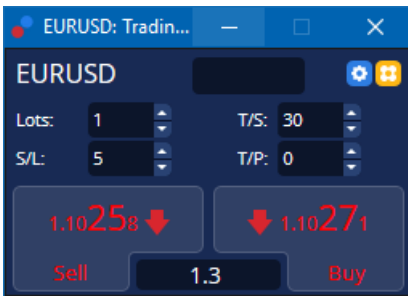 EURUSD: Tradin...
EURUSD
Lots: 1 T/S: 30
S/L: 5 T/P: 0
1.10258 1.10271
Sell 1.3 Buy